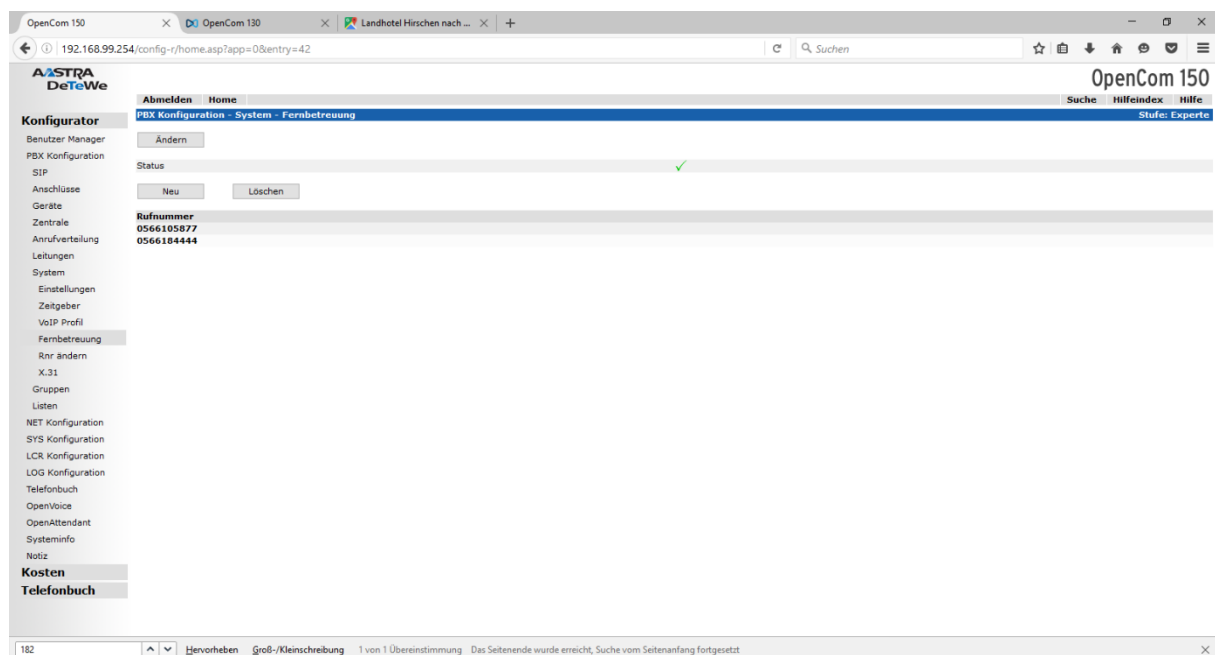 OpenCom 150
OpenCom 130
Landhotel Hirschen nach ...
192.168.99.254/config-r/home.asp?app=0&entry=42
Suchen
AASTRA
DeTeWe
OpenCom 150
Abmelden Home
Suche Hilfeindex Hilfe
Konfigurator
PBX Konfiguration - System - Fernbetreuung
Stufe: Experte
Benutzer Manager
PBX Konfiguration
SIP
Anschlüsse
Geräte
Zentrale
Anrufverteilung
Leitungen
System
Einstellungen
Zeitgeber
VoIP Profil
Fernbetreuung
Rnr ändern
X.31
Gruppen
Listen
NET Konfiguration
SYS Konfiguration
LCR Konfiguration
LOG Konfiguration
Telefonbuch
OpenVoice
OpenAttendant
Systeminfo
Notiz
Kosten
Telefonbuch
Ändern
Status
Neu Löschen
Rufnummer
0566105877
0566184444
182
Hervorheben Groß-/Kleinschreibung 1 von 1 Übereinstimmung Das Seitenende wurde erreicht, Suche vom Seitenanfang fortgesetzt